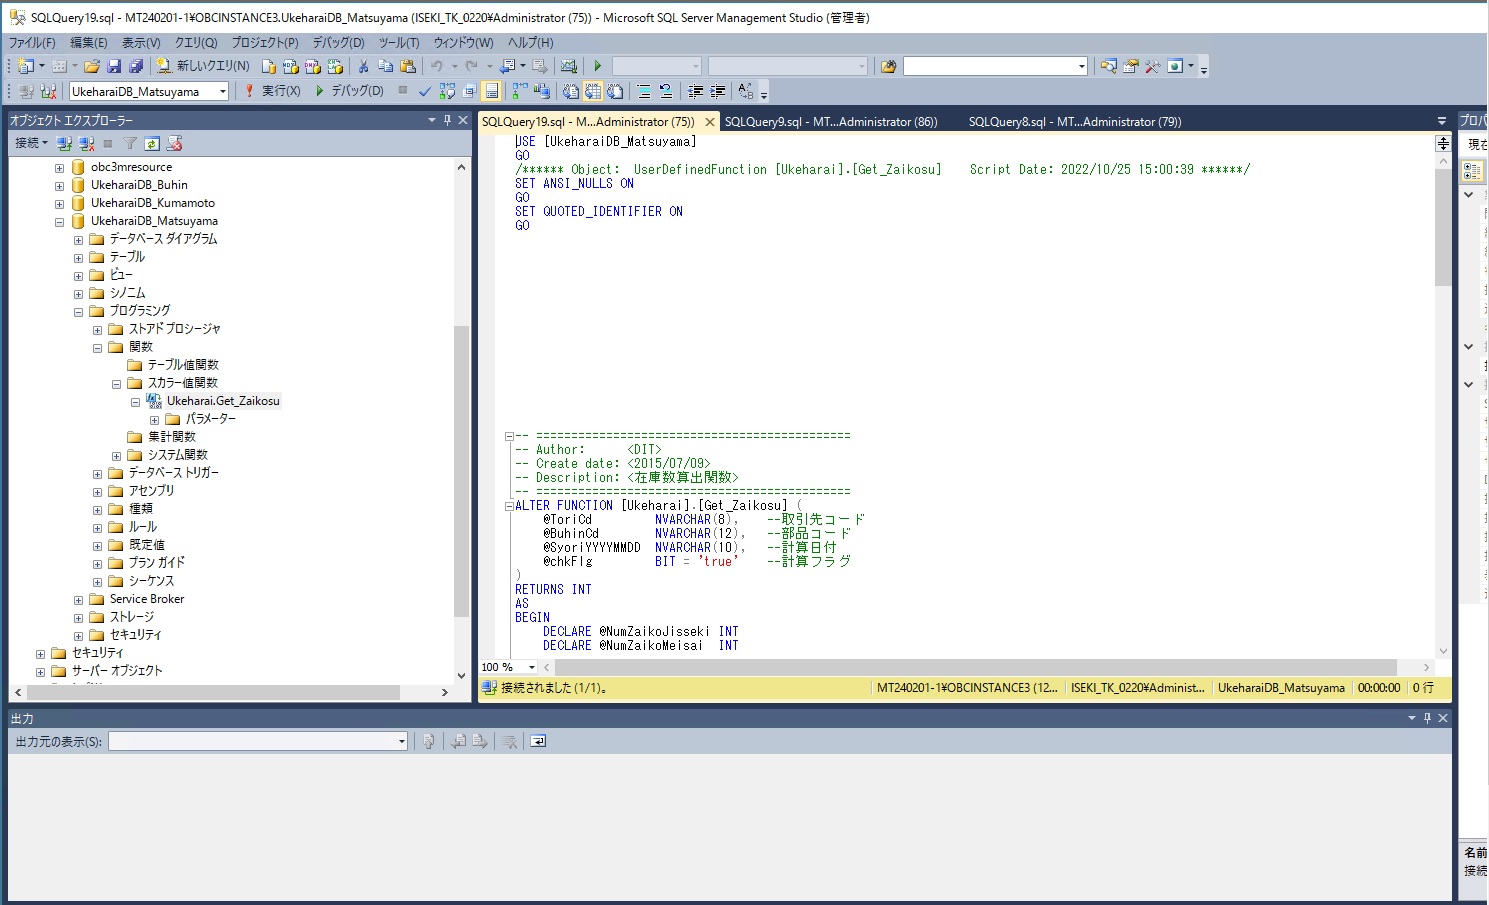 SQLQuery19.sql - MT240201-1¥OBCINSTANCE3.UkeharaiDB_Matsuyama (ISEKI_TK_0220¥Administrator (75)) - Microsoft SQL Server Management Studio (管理者)
ファイル(F) 編集(E) 表示(V) クエリ(Q) プロジェクト(P) デバッグ(D) ツール(T) ウィンドウ(W) ヘルプ(H)
新しいクエリ(N)
UkeharaiDB_Matsuyama 実行(X) デバッグ(D)
オブジェクト エクスプローラー
接続
obc3mresource
UkeharaiDB_Buhin
UkeharaiDB_Kumamoto
UkeharaiDB_Matsuyama
データベース ダイアグラム
テーブル
ビュー
シノニム
プログラミング
ストアド プロシージャ
関数
テーブル値関数
スカラー値関数
Ukeharai.Get_Zaikosu
パラメーター
集計関数
システム関数
データベース トリガー
アセンブリ
種類
ルール
既定値
プラン ガイド
シーケンス
Service Broker
ストレージ
セキュリティ
セキュリティ
サーバー オブジェクト
SQLQuery19.sql - M...Administrator (75)) SQLQuery9.sql - MT...Administrator (86)) SQLQuery8.sql - MT...Administrator (79))
USE [UkeharaiDB_Matsuyama]
GO
/****** Object:  UserDefinedFunction [Ukeharai].[Get_Zaikosu]    Script Date: 2022/10/25 15:00:39 ******/
SET ANSI_NULLS ON
GO
SET QUOTED_IDENTIFIER ON
GO
-- =============================================
-- Author:      <DIT>
-- Create date: <2015/07/09>
-- Description: <在庫数算出関数>
-- =============================================
ALTER FUNCTION [Ukeharai].[Get_Zaikosu] (
@ToriCd         NVARCHAR(8),    --取引先コード
@BuhinCd        NVARCHAR(12),   --部品コード
@SyoriYYYYMMDD  NVARCHAR(10),   --計算日付
@chkFlg         BIT = 'true'    --計算フラグ
)
RETURNS INT
AS
BEGIN
DECLARE @NumZaikoJisseki INT
DECLARE @NumZaikoMeisai  INT
100 %
接続されました (1/1)。 MT240201-1¥OBCINSTANCE3 (12... ISEKI_TK_0220¥Administ... UkeharaiDB_Matsuyama 00:00:00 0 行
出力
出力元の表示(S):
プロパ
現在
名前
接続